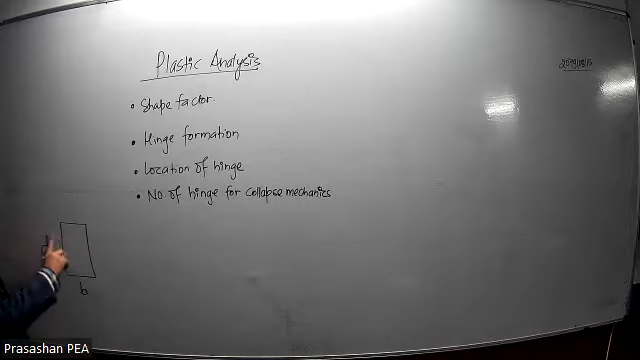 Plastic Analysis
• Shape factor.
• Hinge formation
• Location of hinge
• No. of hinge for collapse mechanics
b
Prasashan PEA